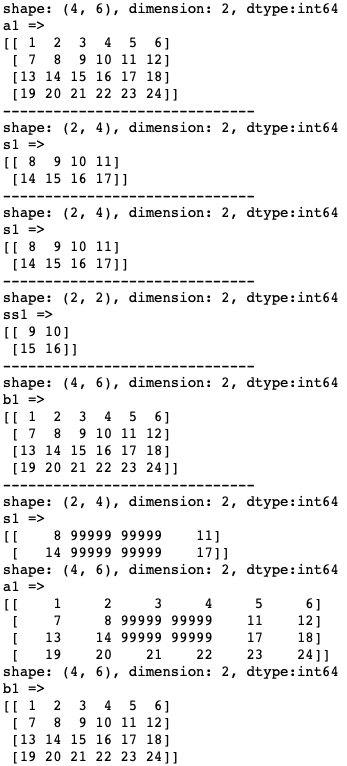 shape: (4, 6), dimension: 2, dtype:int64
a1 =>
[[ 1  2  3  4  5  6]
 [ 7  8  9 10 11 12]
 [13 14 15 16 17 18]
 [19 20 21 22 23 24]]
------------------------------
shape: (2, 4), dimension: 2, dtype:int64
s1 =>
[[ 8  9 10 11]
 [14 15 16 17]]
------------------------------
shape: (2, 4), dimension: 2, dtype:int64
s1 =>
[[ 8  9 10 11]
 [14 15 16 17]]
------------------------------
shape: (2, 2), dimension: 2, dtype:int64
ss1 =>
[[ 9 10]
 [15 16]]
------------------------------
shape: (4, 6), dimension: 2, dtype:int64
b1 =>
[[ 1  2  3  4  5  6]
 [ 7  8  9 10 11 12]
 [13 14 15 16 17 18]
 [19 20 21 22 23 24]]
------------------------------
shape: (2, 4), dimension: 2, dtype:int64
s1 =>
[[    8 99999 99999    11]
 [   14 99999 99999    17]]
shape: (4, 6), dimension: 2, dtype:int64
a1 =>
[[    1     2     3     4     5     6]
 [    7     8 99999 99999    11    12]
 [   13    14 99999 99999    17    18]
 [   19    20    21    22    23    24]]
shape: (4, 6), dimension: 2, dtype:int64
b1 =>
[[ 1  2  3  4  5  6]
 [ 7  8  9 10 11 12]
 [13 14 15 16 17 18]
 [19 20 21 22 23 24]]